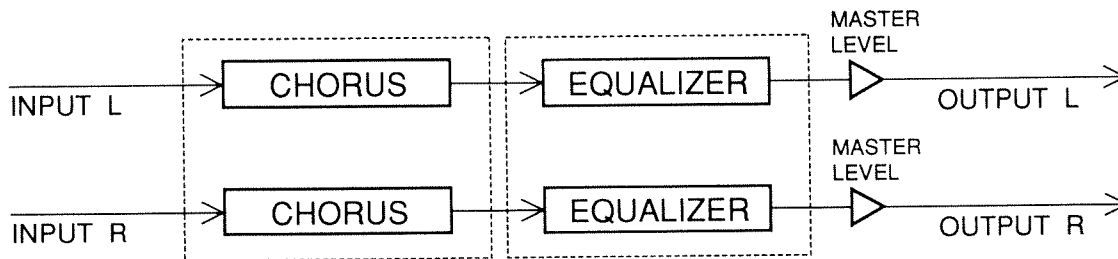 MASTER
LEVEL
CHORUS
EQUALIZER
INPUT L
OUTPUT L
MASTER
LEVEL
CHORUS
EQUALIZER
INPUT R
OUTPUT R